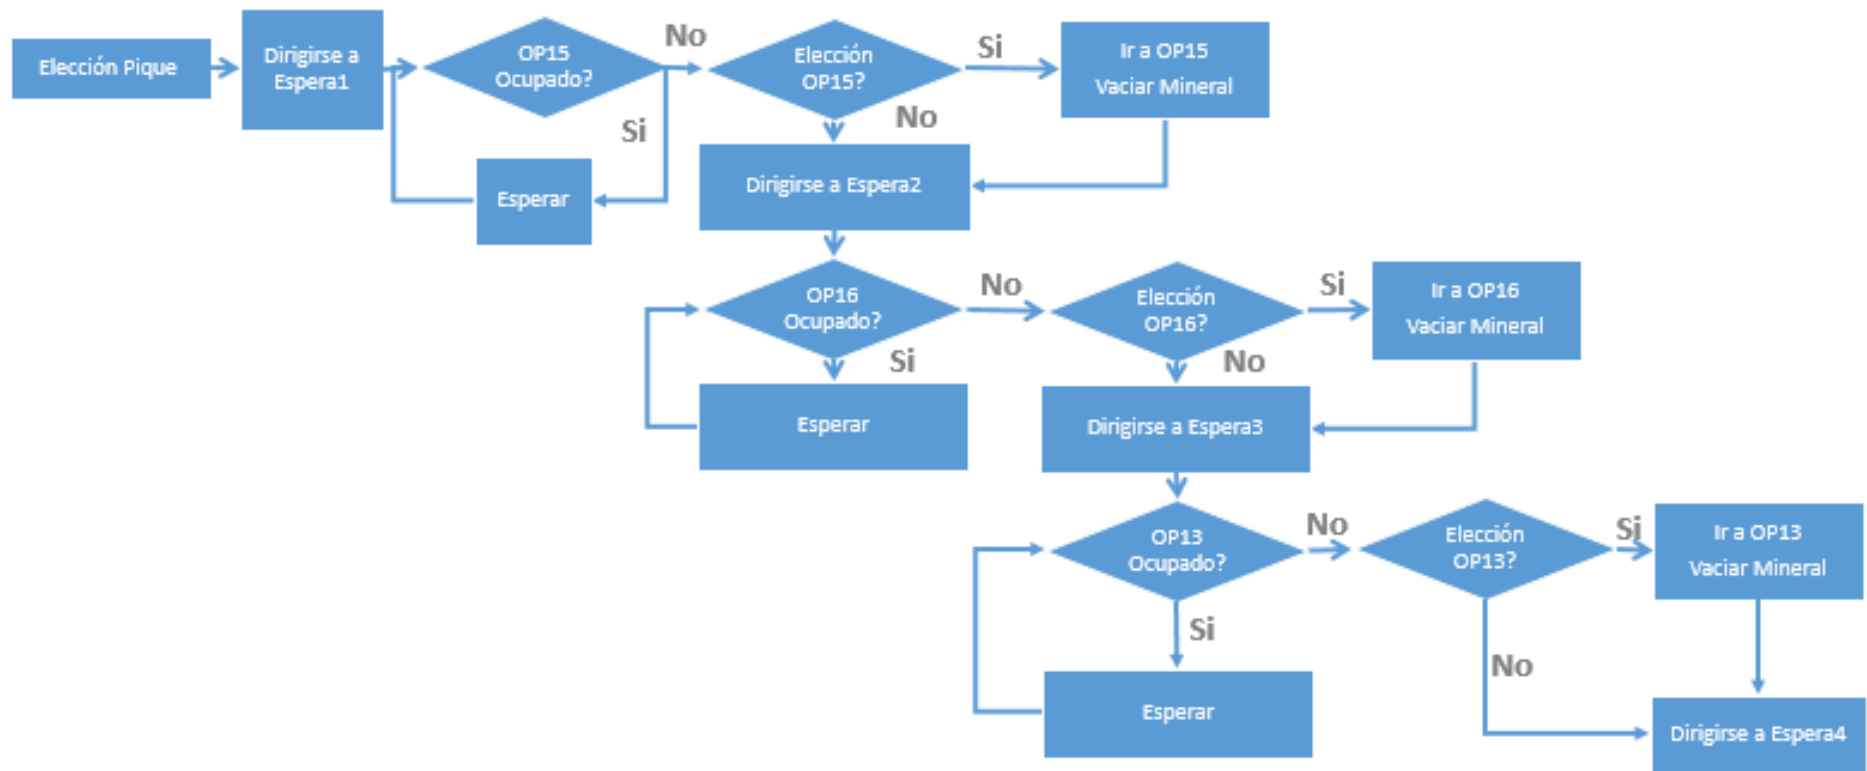 Elección Pique
Dirigirse a
Espera1
OP15
Ocupado?
No
Si
Esperar
Elección
OP15?
Si
No
Ir a OP15
Vaciar Mineral
Dirigirse a Espera2
OP16
Ocupado?
No
Si
Esperar
Elección
OP16?
Si
No
Ir a OP16
Vaciar Mineral
Dirigirse a Espera3
OP13
Ocupado?
No
Si
Esperar
Elección
OP13?
Si
No
Ir a OP13
Vaciar Mineral
Dirigirse a Espera4